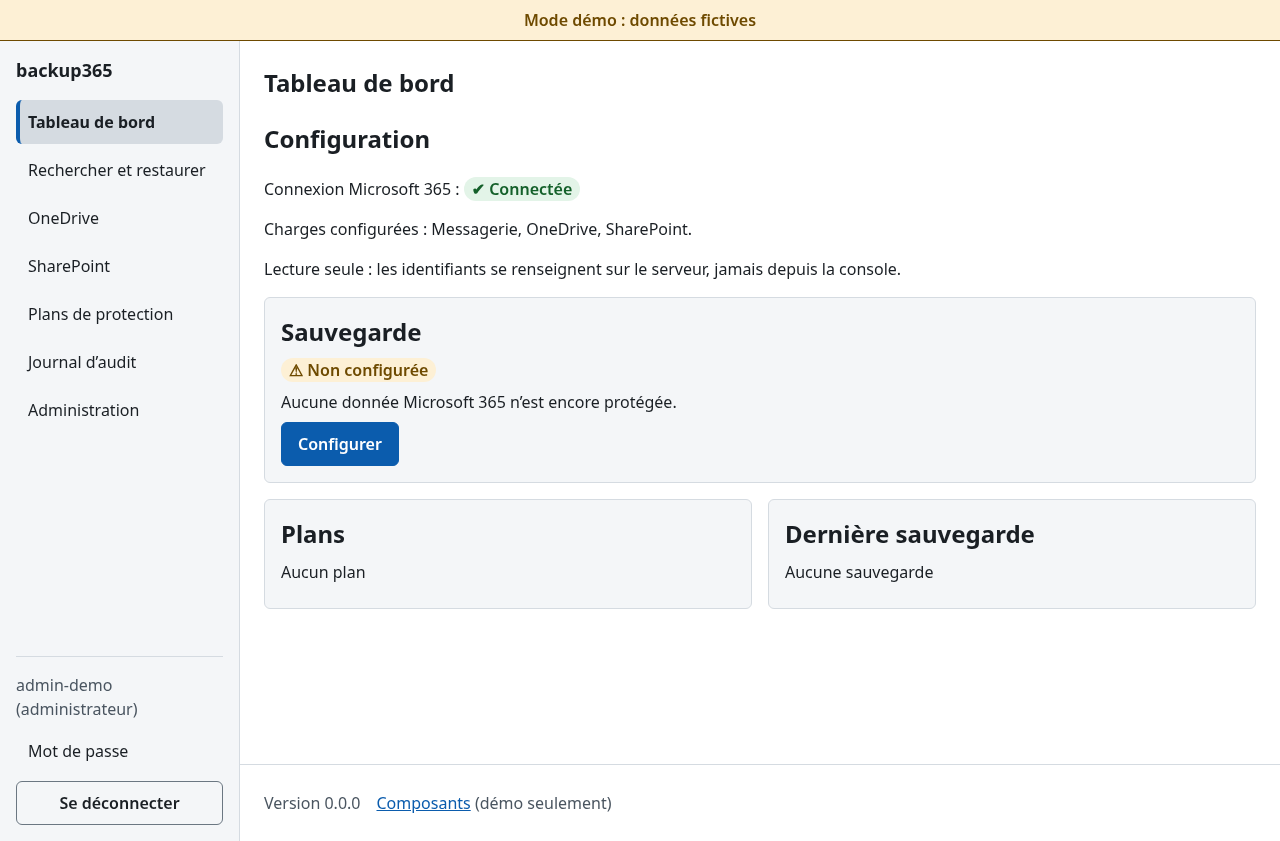 Mode démo : données fictives
backup365
Tableau de bord
Rechercher et restaurer
OneDrive
SharePoint
Plans de protection
Journal d’audit
Administration
admin-demo
(administrateur)
Mot de passe
Se déconnecter
Tableau de bord
Configuration
Connexion Microsoft 365 : ✔ Connectée
Charges configurées : Messagerie, OneDrive, SharePoint.
Lecture seule : les identifiants se renseignent sur le serveur, jamais depuis la console.
Sauvegarde
⚠ Non configurée
Aucune donnée Microsoft 365 n’est encore protégée.
Configurer
Plans
Aucun plan
Dernière sauvegarde
Aucune sauvegarde
Version 0.0.0 Composants (démo seulement)